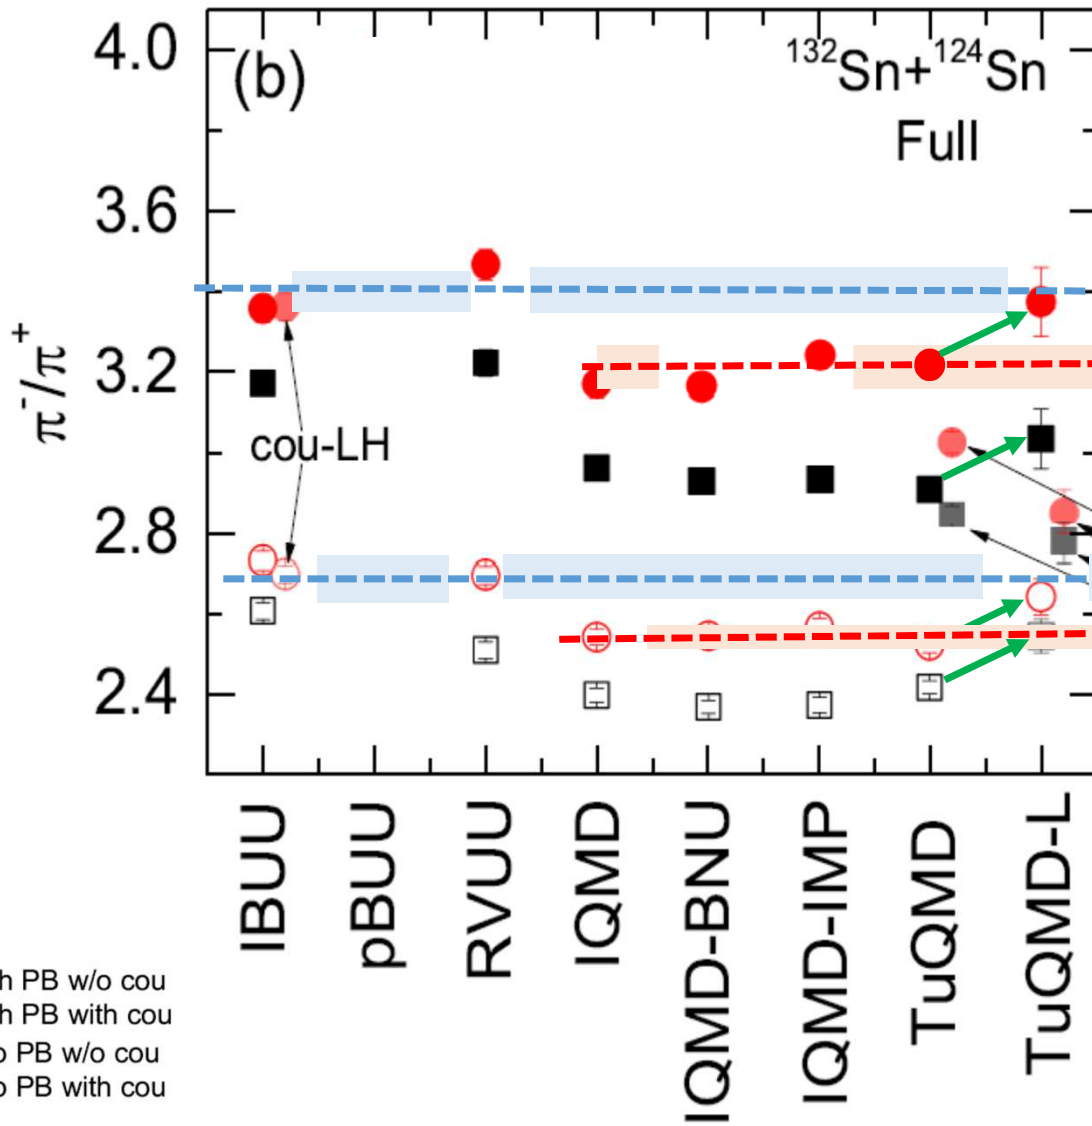 4.0
(b)
¹³²Sn+¹²⁴Sn
Full
3.6
3.2
2.8
2.4
π⁻/π⁺
cou-LH
IBUU
pBUU
RVUU
IQMD
IQMD-BNU
IQMD-IMP
TuQMD
TuQMD-L
h PB w/o cou
h PB with cou
o PB w/o cou
o PB with cou